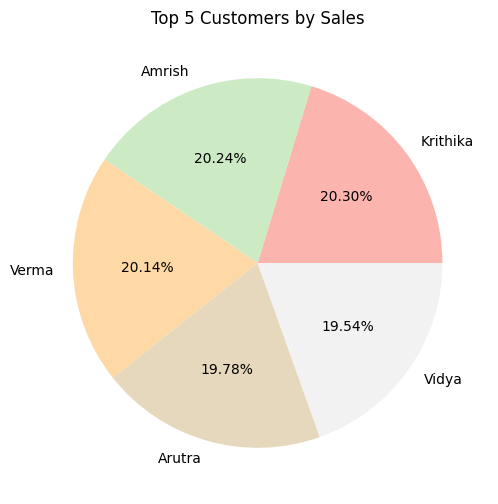 Top 5 Customers by Sales
Amrish
Krithika
20.24%
20.30%
Verma
20.14%
19.54%
19.78%
Vidya
Arutra